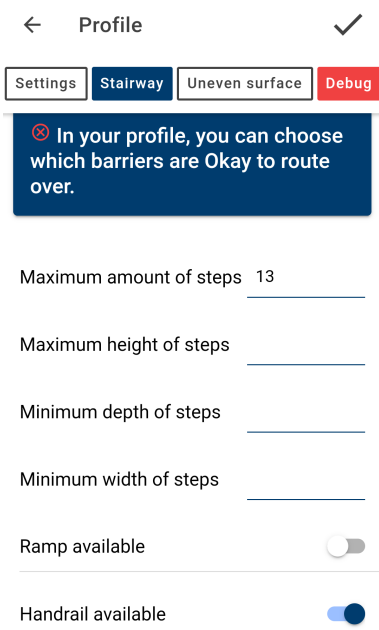 Profile
Settings Stairway Uneven surface Debug
In your profile, you can choose
which barriers are Okay to route
over.
Maximum amount of steps 13
Maximum height of steps
Minimum depth of steps
Minimum width of steps
Ramp available
Handrail available